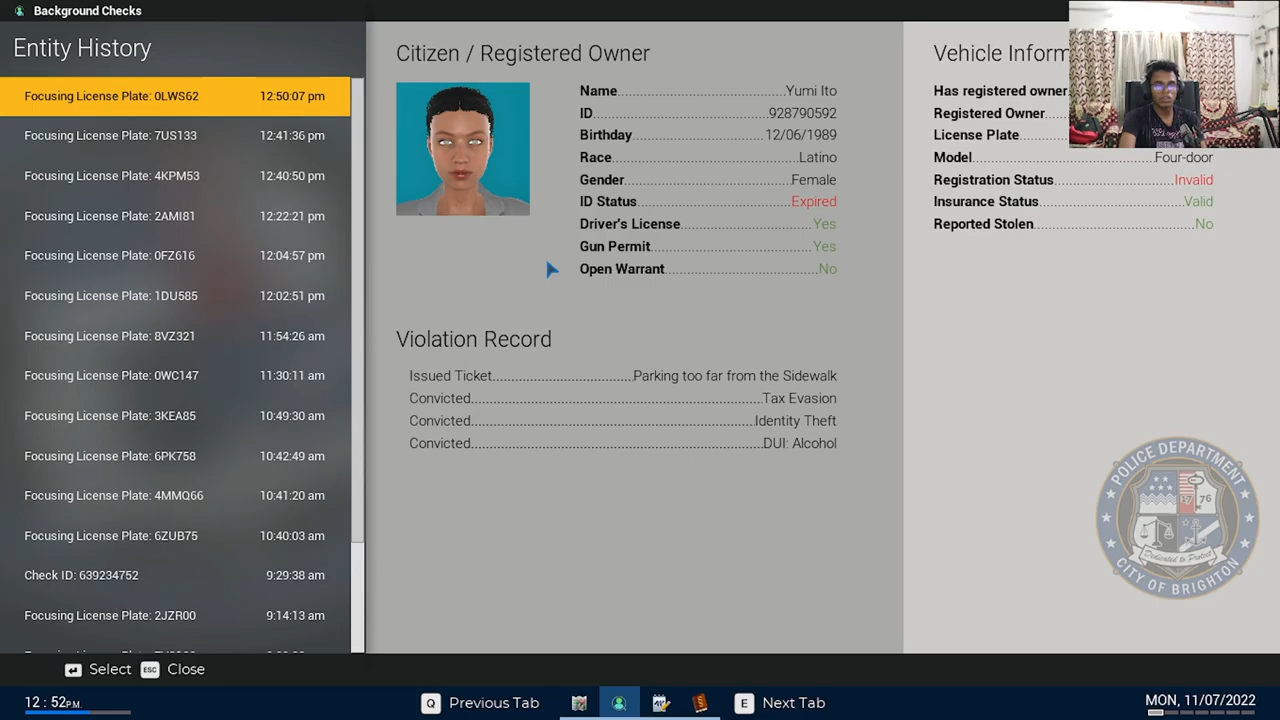 Background Checks
Entity History
Focusing License Plate: 0LWS62 12:50:07 pm
Focusing License Plate: 7US133 12:41:36 pm
Focusing License Plate: 4KPM53 12:40:50 pm
Focusing License Plate: 2AMI81 12:22:21 pm
Focusing License Plate: 0FZ616 12:04:57 pm
Focusing License Plate: 1DU585 12:02:51 pm
Focusing License Plate: 8VZ321 11:54:26 am
Focusing License Plate: 0WC147 11:30:11 am
Focusing License Plate: 3KEA85 10:49:30 am
Focusing License Plate: 6PK758 10:42:49 am
Focusing License Plate: 4MMQ66 10:41:20 am
Focusing License Plate: 6ZUB75 10:40:03 am
Check ID: 639234752 9:29:38 am
Focusing License Plate: 2JZR00 9:14:13 am
Citizen / Registered Owner
Name Yumi Ito
ID 928790592
Birthday 12/06/1989
Race Latino
Gender Female
ID Status Expired
Driver's License Yes
Gun Permit Yes
Open Warrant No
Violation Record
Issued Ticket Parking too far from the Sidewalk
Convicted Tax Evasion
Convicted Identity Theft
Convicted DUI: Alcohol
Vehicle Inform
Has registered owner
Registered Owner
License Plate
Model Four-door
Registration Status Invalid
Insurance Status Valid
Reported Stolen No
POLICE DEPARTMENT
17 76
Dedicated to Protect
CITY OF BRIGHTON
Select ESC Close
12 : 52 P.M.
Q Previous Tab
E Next Tab
MON, 11/07/2022